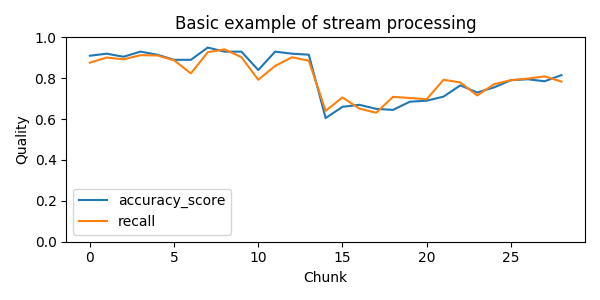 Basic example of stream processing
1.0
0.8
0.6
0.4
0.2
0.0
Quality
accuracy_score
recall
0 5 10 15 20 25
Chunk